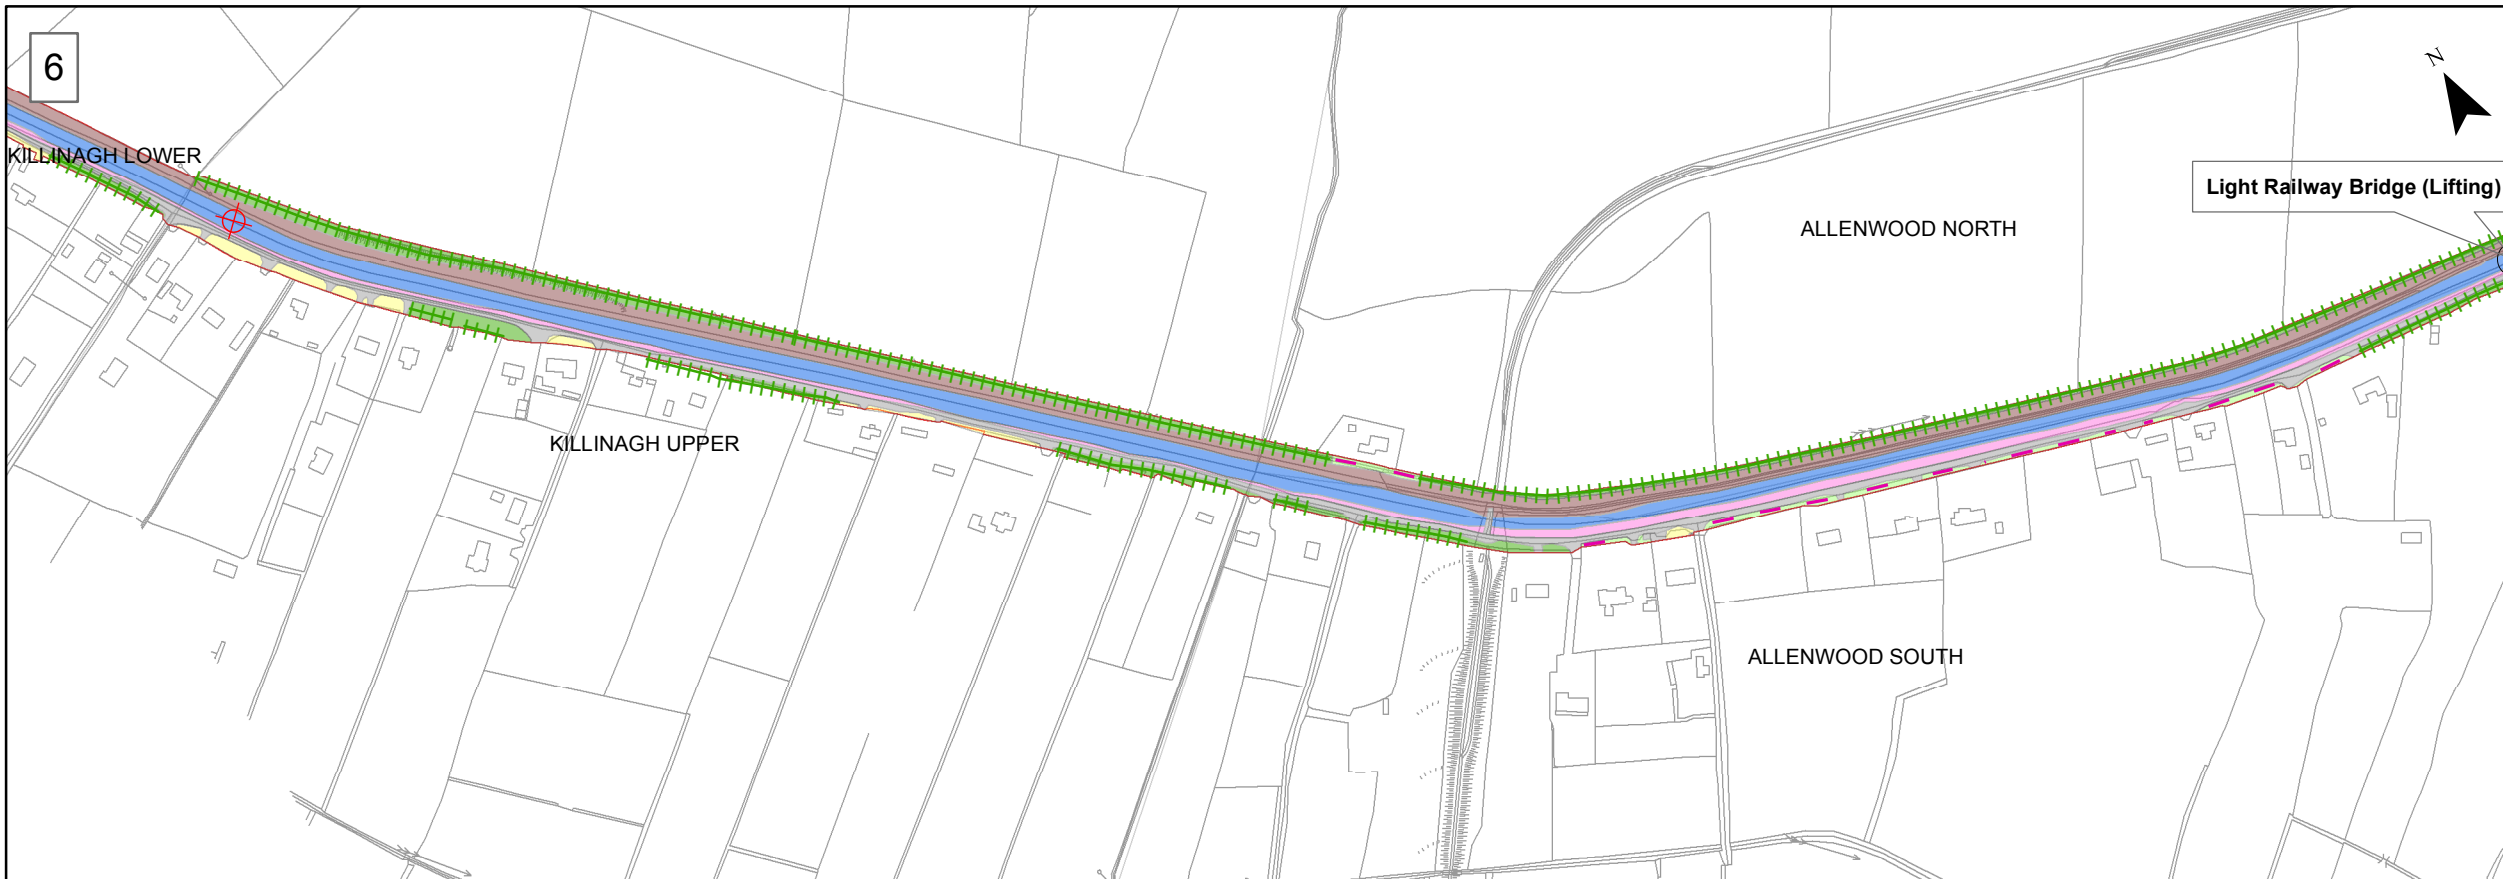 6
N
KILLINAGH LOWER
Light Railway Bridge (Lifting)
ALLENWOOD NORTH
KILLINAGH UPPER
ALLENWOOD SOUTH